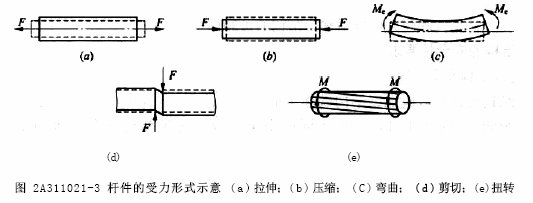 F F F F Me Me
(a) (b) (c)
F F M M
(d) (e)
图 2A311021-3 杆件的受力形式示意 (a)拉伸; (b)压缩; (C)弯曲; (d)剪切; (e)扭转